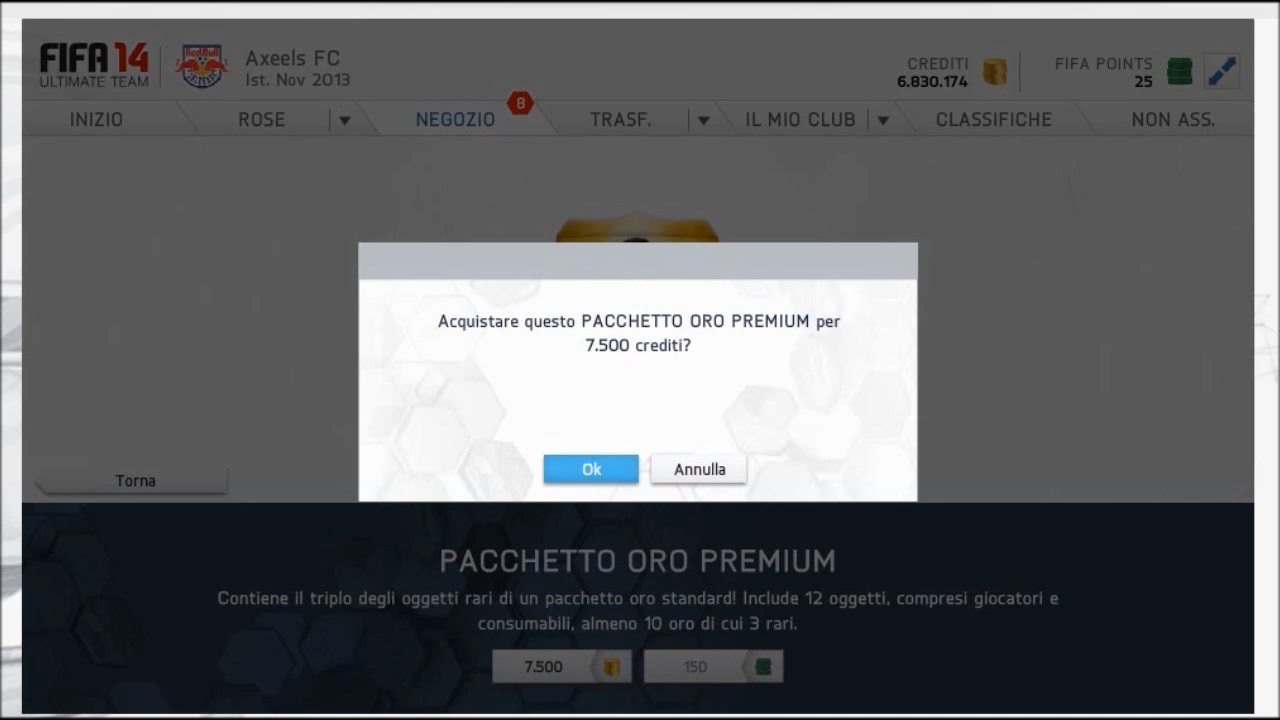 FIFA 14
ULTIMATE TEAM
Axeels FC
1st. Nov 2013
CREDITI
6.830.174
FIFA POINTS
25
INIZIO
ROSE
NEGOZIO
8
TRASF.
IL MIO CLUB
CLASSIFICHE
NON ASS.
Acquistare questo PACCHETTO ORO PREMIUM per
7.500 crediti?
Ok
Annulla
Torna
PACCHETTO ORO PREMIUM
Contiene il triplo degli oggetti rari di un pacchetto oro standard! Include 12 oggetti, compresi giocatori e
consumabili, almeno 10 oro di cui 3 rari.
7.500
150